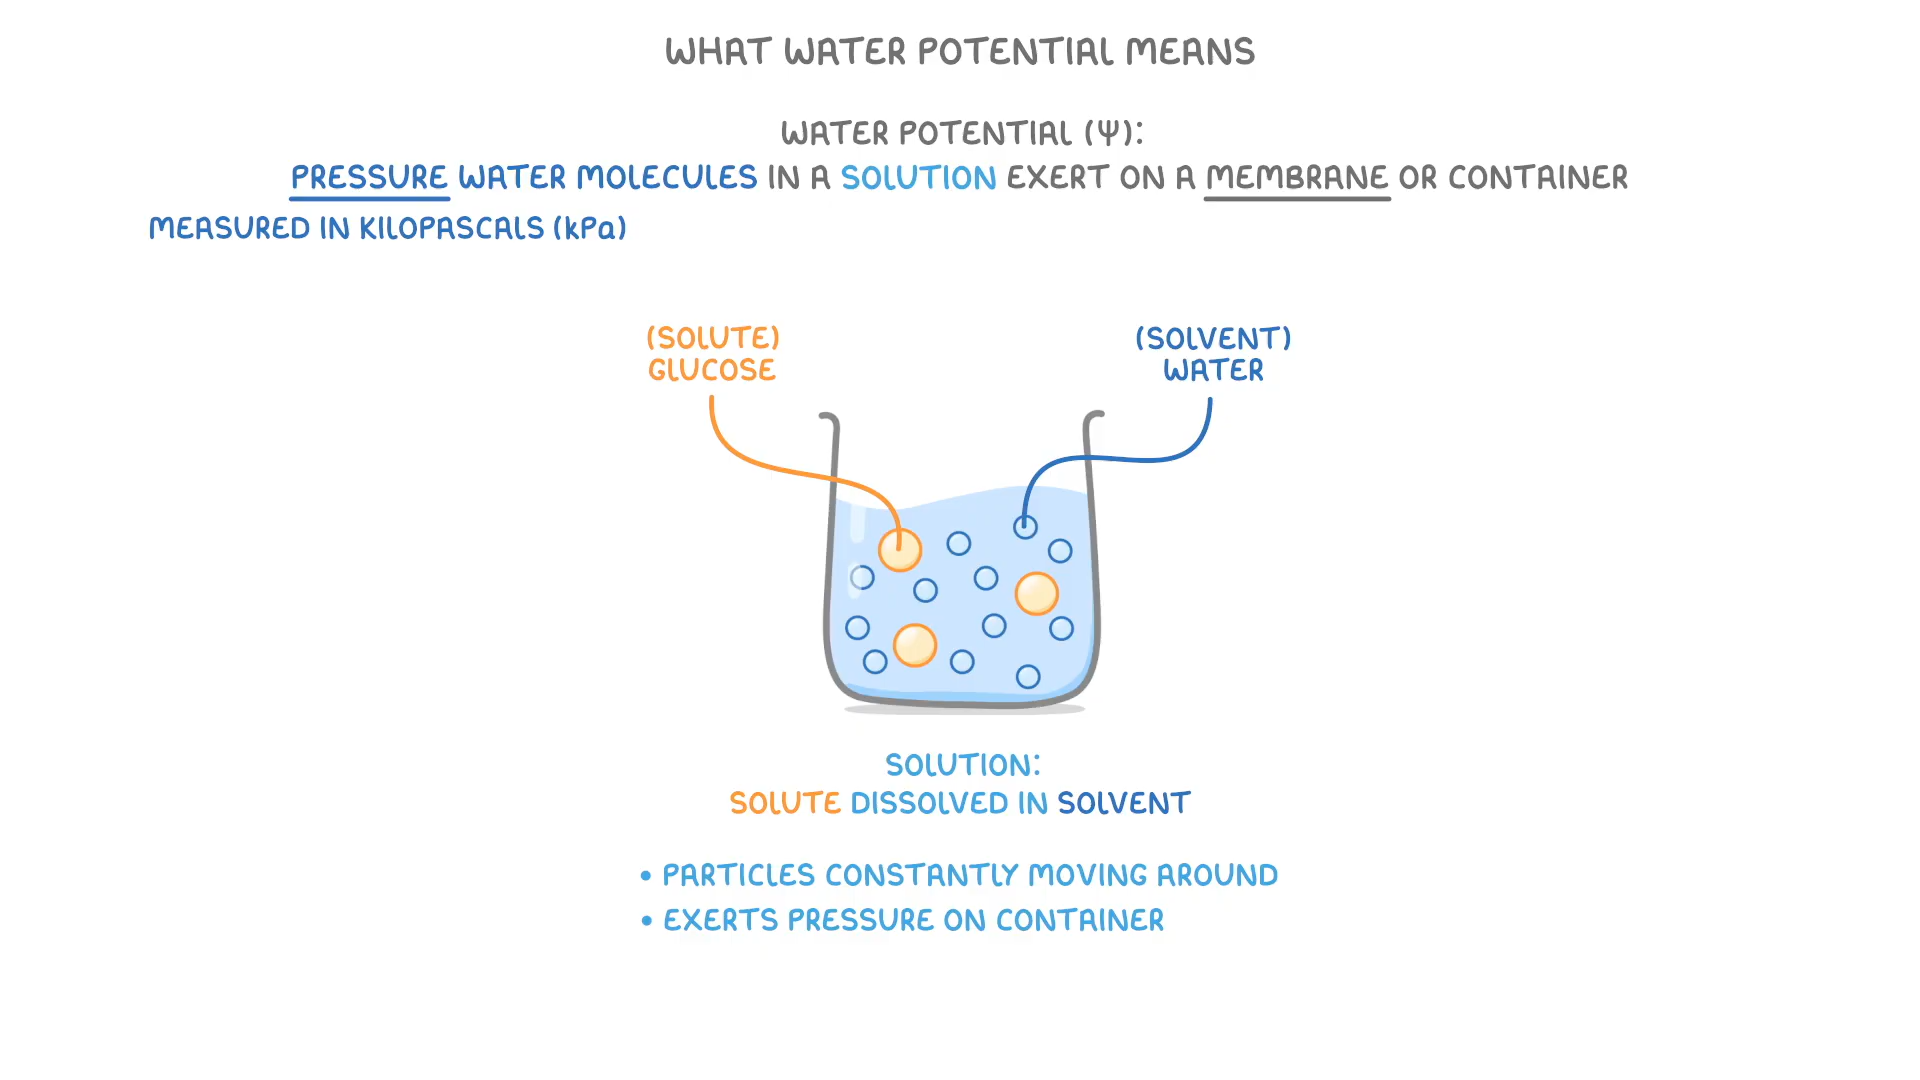 WHAT WATER POTENTIAL MEANS
WATER POTENTIAL (Ψ):
PRESSURE WATER MOLECULES IN A SOLUTION EXERT ON A MEMBRANE OR CONTAINER
MEASURED IN KILOPASCALS (kPa)
(SOLUTE)
GLUCOSE
(SOLVENT)
WATER
SOLUTION:
SOLUTE DISSOLVED IN SOLVENT
• PARTICLES CONSTANTLY MOVING AROUND
• EXERTS PRESSURE ON CONTAINER